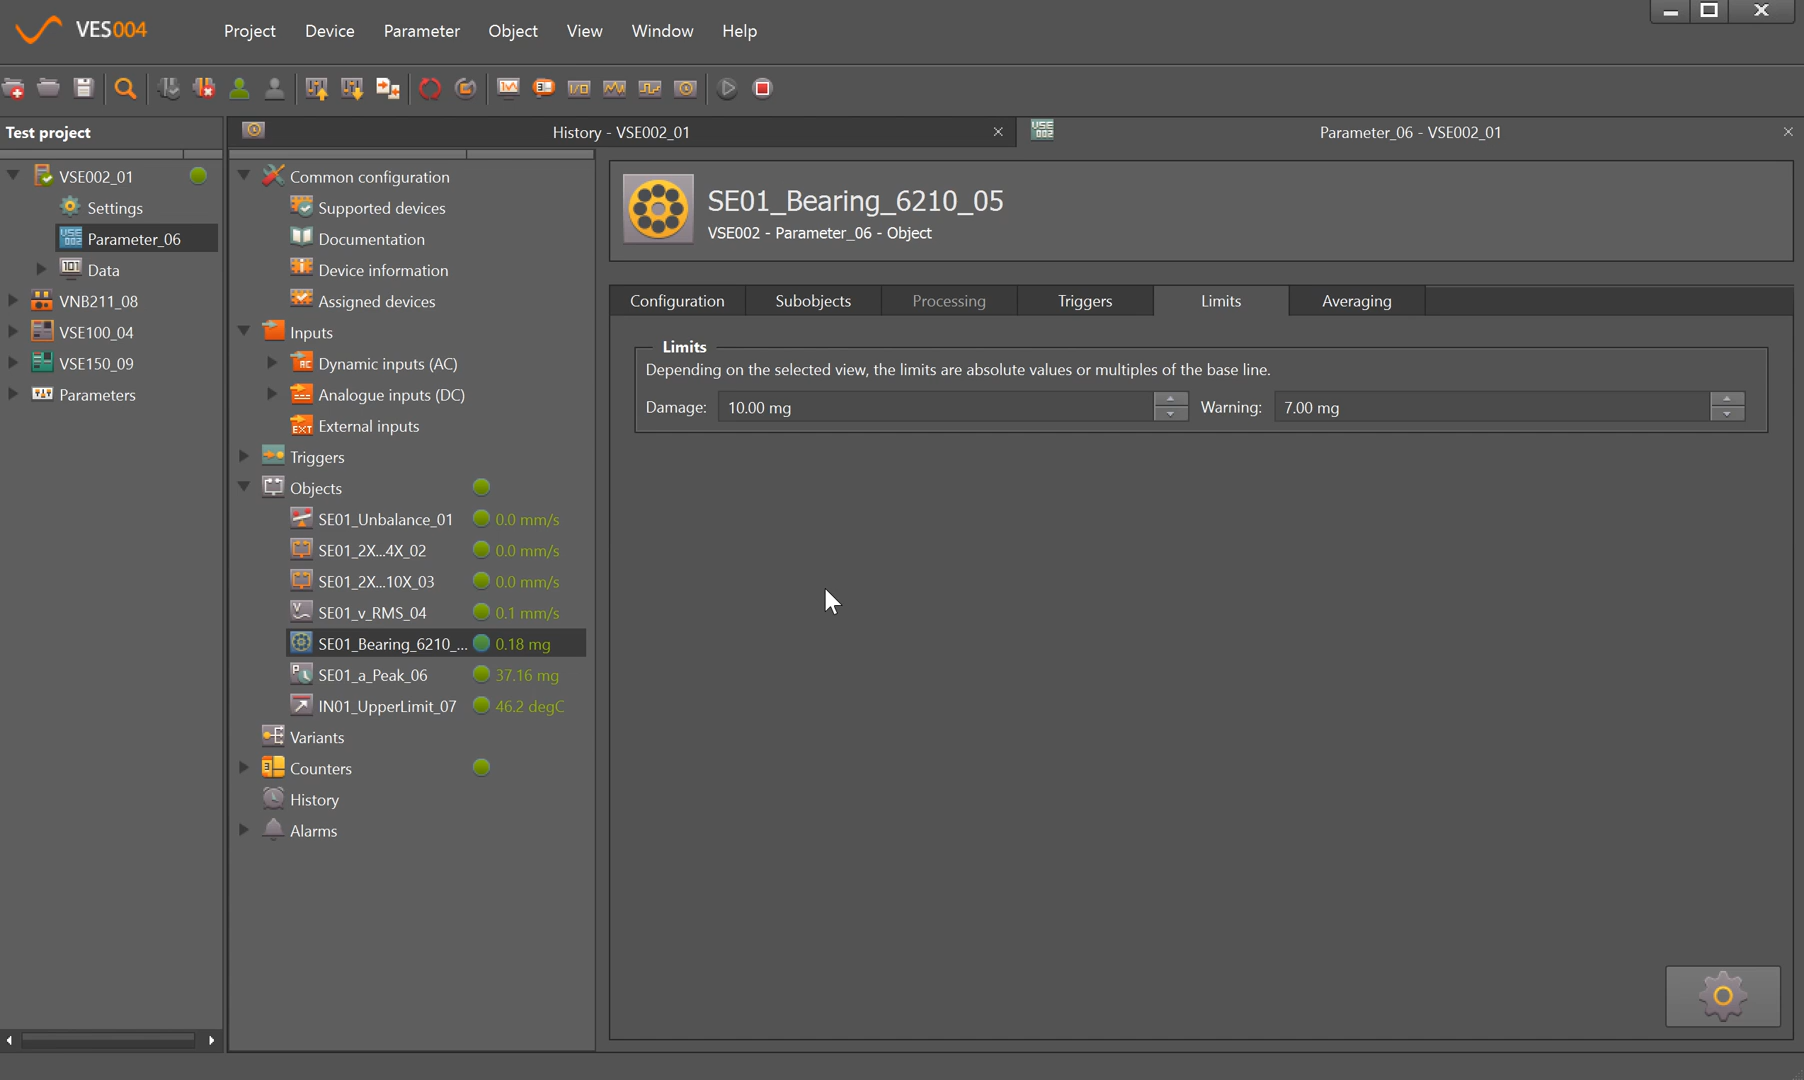 VES004
Project Device Parameter Object View Window Help
Test project
History - VSE002_01
Parameter_06 - VSE002_01
VSE002_01
Settings
Parameter_06
Data
VNB211_08
VSE100_04
VSE150_09
Parameters
Common configuration
Supported devices
Documentation
Device information
Assigned devices
Inputs
Dynamic inputs (AC)
Analogue inputs (DC)
External inputs
Triggers
Objects
SE01_Unbalance_01 0.0 mm/s
SE01_2X...4X_02 0.0 mm/s
SE01_2X...10X_03 0.0 mm/s
SE01_v_RMS_04 0.1 mm/s
SE01_Bearing_6210_... 0.18 mg
SE01_a_Peak_06 37.16 mg
IN01_UpperLimit_07 46.2 degC
Variants
Counters
History
Alarms
SE01_Bearing_6210_05
VSE002 - Parameter_06 - Object
Configuration Subobjects Processing Triggers Limits Averaging
Limits
Depending on the selected view, the limits are absolute values or multiples of the base line.
Damage: 10.00 mg Warning: 7.00 mg